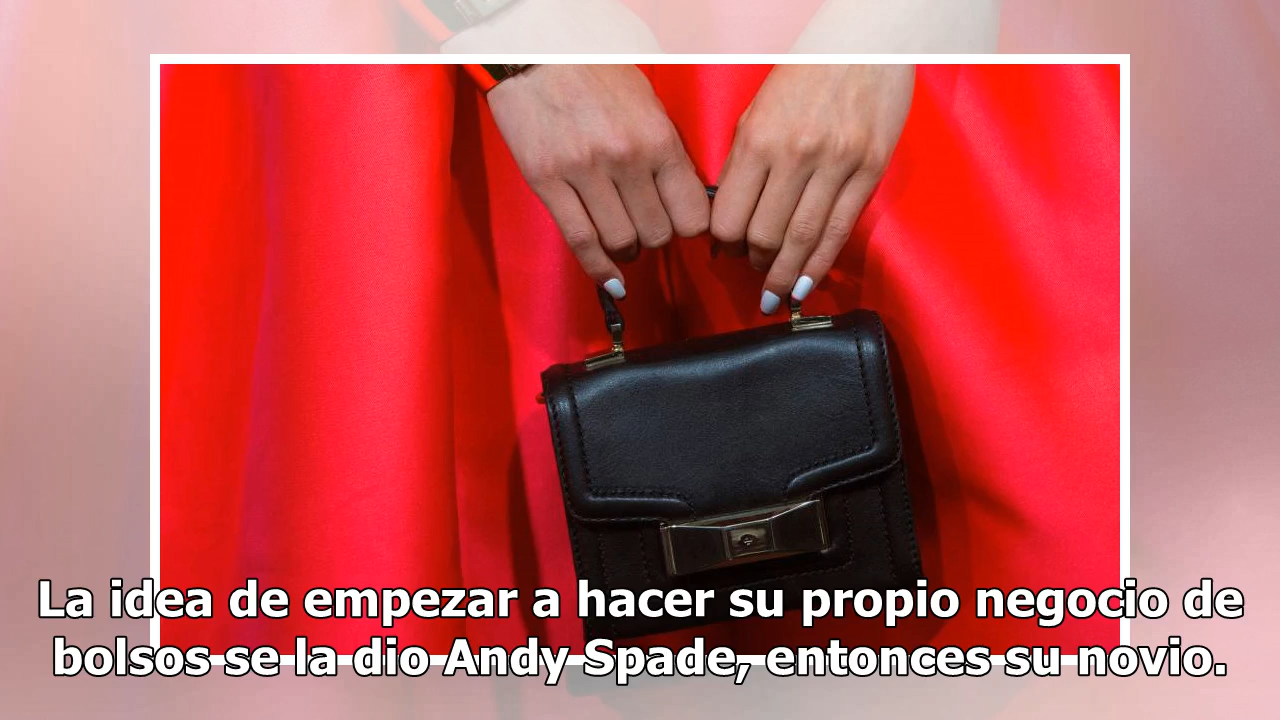 La idea de empezar a hacer su propio negocio de
bolsos se la dio Andy Spade, entonces su novio.